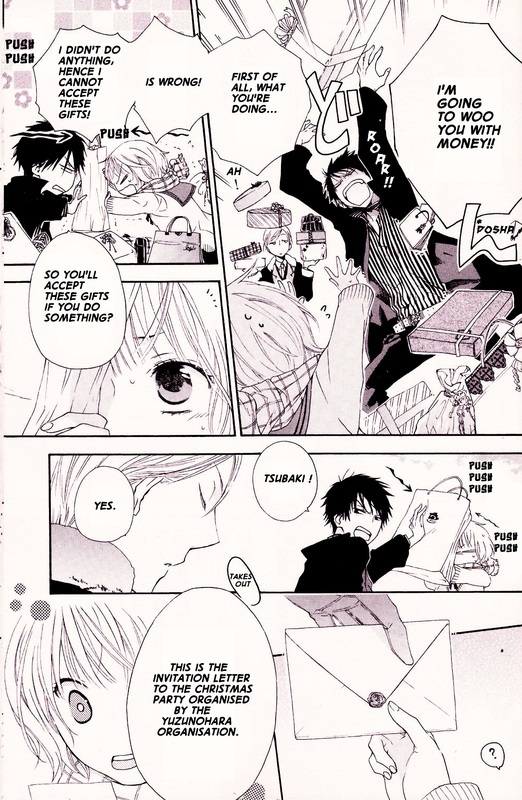 I'M
GOING
TO WOO
YOU WITH
MONEY!!
ROAR!!
DOSHA
ど
ん
FIRST OF
ALL, WHAT
YOU'RE
DOING...
AH
!
IS WRONG!
I DIDN'T DO
ANYTHING,
HENCE I
CANNOT
ACCEPT
THESE
GIFTS!
PUSH
PUSH
PUSH
SO YOU'LL
ACCEPT
THESE GIFTS
IF YOU DO
SOMETHING?
TSUBAKI !
PUSH
PUSH
PUSH
PUSH
PUSH
YES.
TAKES
OUT
?
THIS IS THE
INVITATION LETTER
TO THE CHRISTMAS
PARTY ORGANISED
BY THE
YUZUNOHARA
ORGANISATION.